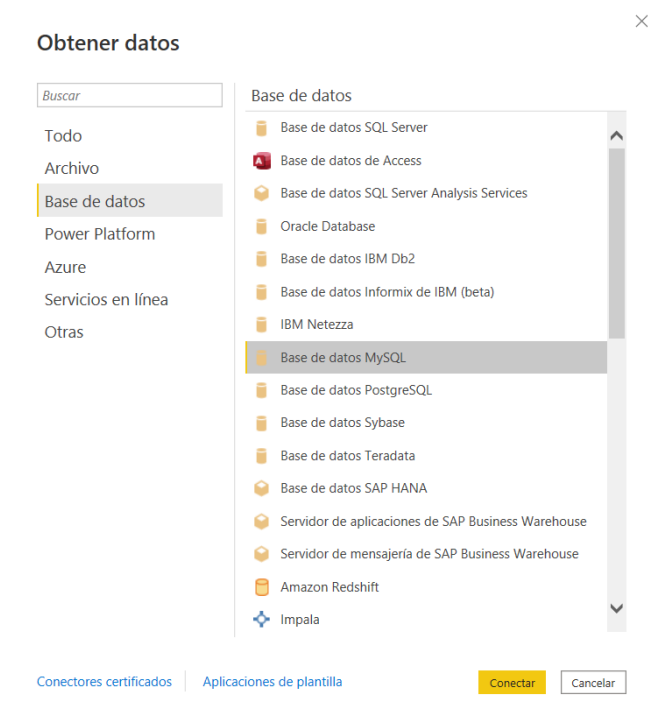 Obtener datos
Buscar
Todo
Archivo
Base de datos
Power Platform
Azure
Servicios en línea
Otras
Base de datos
Base de datos SQL Server
Base de datos de Access
Base de datos SQL Server Analysis Services
Oracle Database
Base de datos IBM Db2
Base de datos Informix de IBM (beta)
IBM Netezza
Base de datos MySQL
Base de datos PostgreSQL
Base de datos Sybase
Base de datos Teradata
Base de datos SAP HANA
Servidor de aplicaciones de SAP Business Warehouse
Servidor de mensajería de SAP Business Warehouse
Amazon Redshift
Impala
Conectores certificados
Aplicaciones de plantilla
Conectar
Cancelar